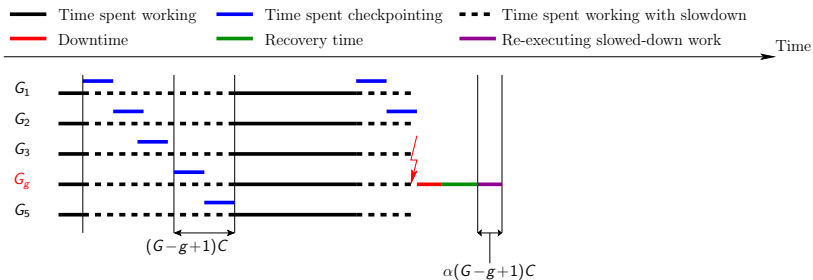 Time spent working
Time spent checkpointing
Time spent working with slowdown
Downtime
Recovery time
Re-executing slowed-down work
Time
G1
G2
G3
Gg
G5
(G−g+1)C
α(G−g+1)C